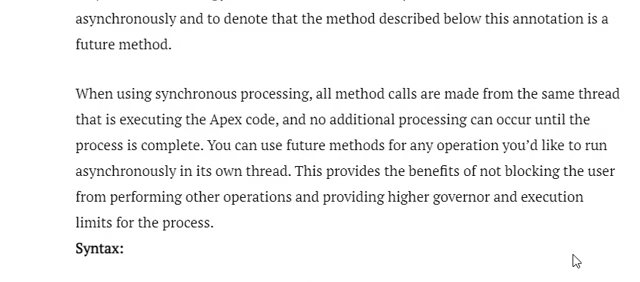 asynchronously and to denote that the method described below this annotation is a
future method.
When using synchronous processing, all method calls are made from the same thread
that is executing the Apex code, and no additional processing can occur until the
process is complete. You can use future methods for any operation you’d like to run
asynchronously in its own thread. This provides the benefits of not blocking the user
from performing other operations and providing higher governor and execution
limits for the process.
Syntax: